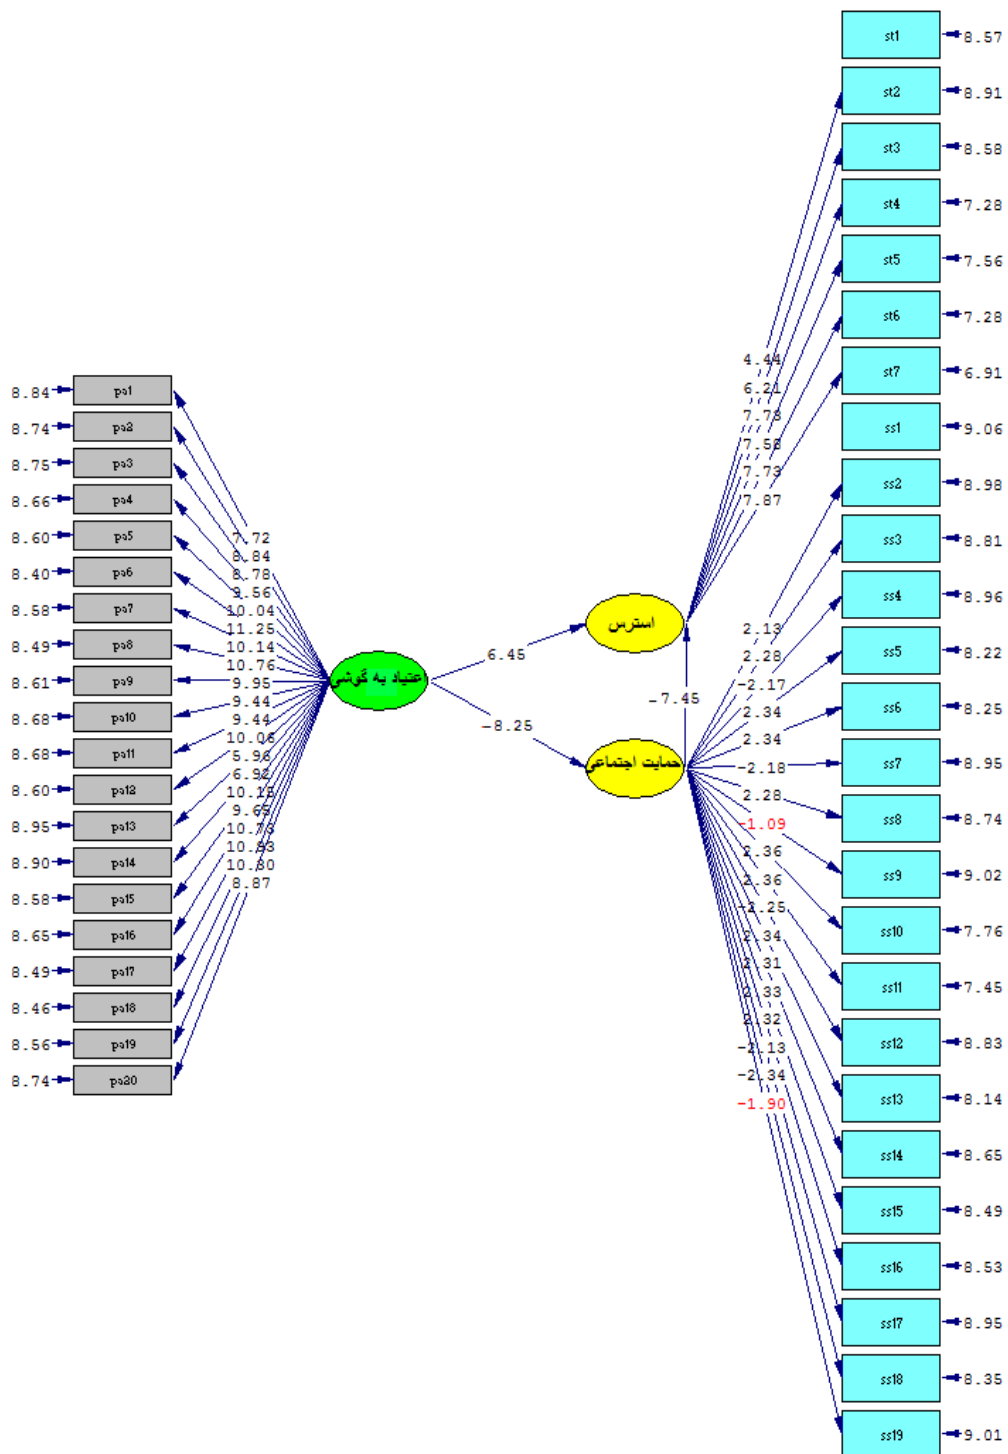 st1 8.57
st2 8.91
st3 8.58
st4 7.28
st5 7.56
st6 7.28
st7 6.91
ss1 9.06
ss2 8.98
ss3 8.81
ss4 8.96
ss5 8.22
ss6 8.25
ss7 8.95
ss8 8.74
ss9 9.02
ss10 7.76
ss11 7.45
ss12 8.83
ss13 8.14
ss14 8.65
ss15 8.49
ss16 8.53
ss17 8.95
ss18 8.35
ss19 9.01
4.44
6.21
7.73
7.58
7.73
7.87
8.84 pa1
8.74 pa2
8.75 pa3
8.66 pa4
8.60 pa5
8.40 pa6
8.58 pa7
8.49 pa8
8.61 pa9
8.68 pa10
8.68 pa11
8.60 pa12
8.95 pa13
8.90 pa14
8.58 pa15
8.65 pa16
8.49 pa17
8.46 pa18
8.56 pa19
8.74 pa20
7.72
8.84
8.78
9.56
10.04
11.25
10.14
10.76
9.95
9.44
9.44
10.06
5.96
6.92
10.15
9.65
10.73
10.93
10.30
8.87
اعتیاد به گوشی
6.45
-8.25
استرس
-7.45
حمایت اجتماعی
2.13
2.28
-2.17
2.34
2.34
-2.18
2.28
-1.09
2.36
2.36
-2.25
2.34
2.31
2.33
2.32
-2.13
-2.34
-1.90